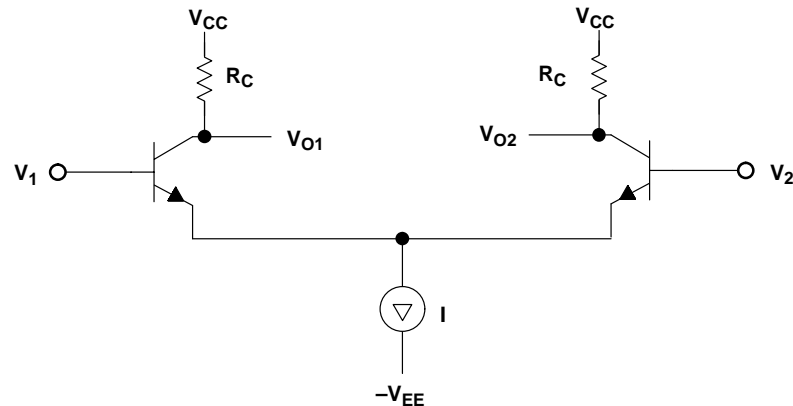 VCC VCC
RC RC
VO1 VO2
V1 V2
I
–VEE